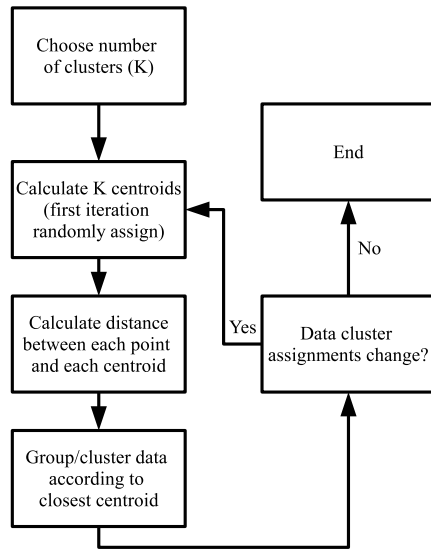 Choose number
of clusters (K)
Calculate K centroids
(first iteration
randomly assign)
Calculate distance
between each point
and each centroid
Group/cluster data
according to
closest centroid
End
No
Yes
Data cluster
assignments change?